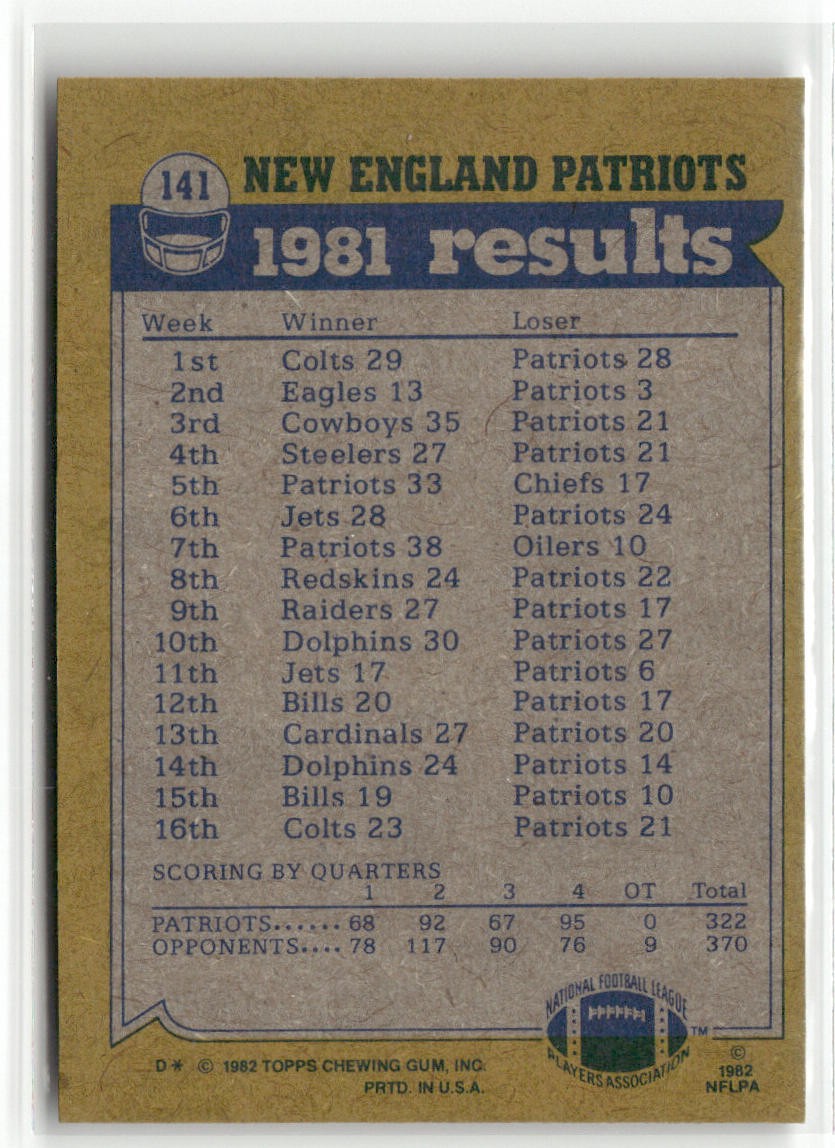 141 NEW ENGLAND PATRIOTS
1981 results
Week Winner Loser
1st Colts 29 Patriots 28
2nd Eagles 13 Patriots 3
3rd Cowboys 35 Patriots 21
4th Steelers 27 Patriots 21
5th Patriots 33 Chiefs 17
6th Jets 28 Patriots 24
7th Patriots 38 Oilers 10
8th Redskins 24 Patriots 22
9th Raiders 27 Patriots 17
10th Dolphins 30 Patriots 27
11th Jets 17 Patriots 6
12th Bills 20 Patriots 17
13th Cardinals 27 Patriots 20
14th Dolphins 24 Patriots 14
15th Bills 19 Patriots 10
16th Colts 23 Patriots 21
SCORING BY QUARTERS
1 2 3 4 OT Total
PATRIOTS...... 68 92 67 95 0 322
OPPONENTS.... 78 117 90 76 9 370
NATIONAL FOOTBALL LEAGUE
PLAYERS ASSOCIATION
TM
D* © 1982 TOPPS CHEWING GUM, INC.
PRTD. IN U.S.A.
©
1982
NFLPA